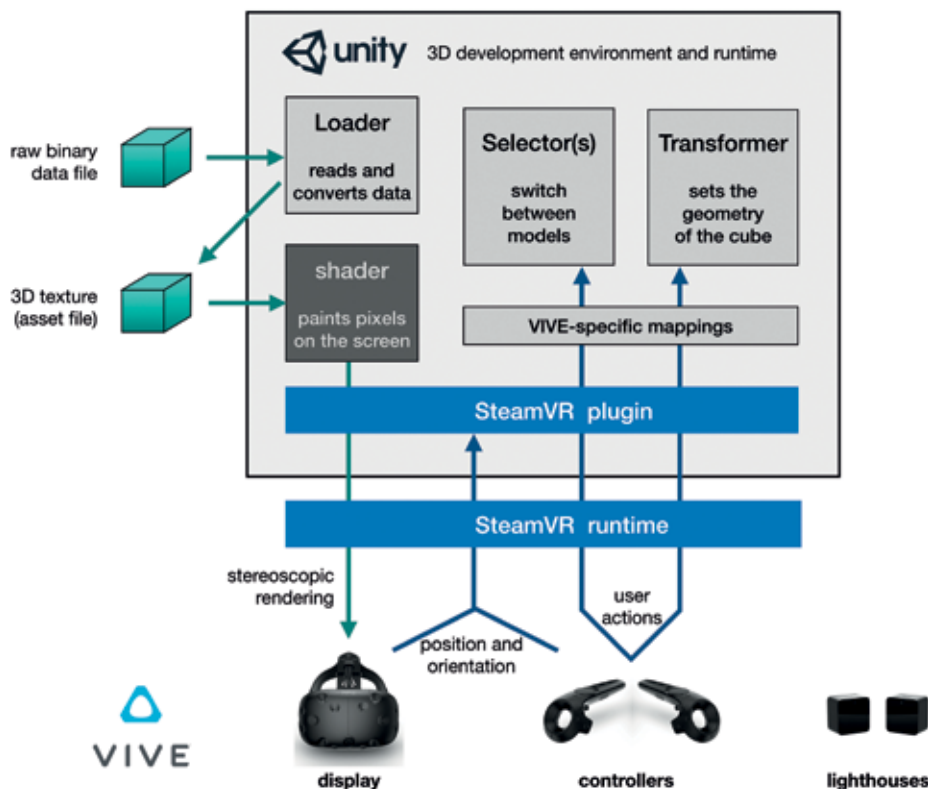 unity 3D development environment and runtime
Loader
reads and
converts data
Selector(s)
switch
between
models
Transformer
sets the
geometry
of the cube
raw binary
data file
3D texture
(asset file)
shader
paints pixels
on the screen
VIVE-specific mappings
SteamVR plugin
SteamVR runtime
stereoscopic
rendering
position and
orientation
user
actions
VIVE
display
controllers
lighthouses